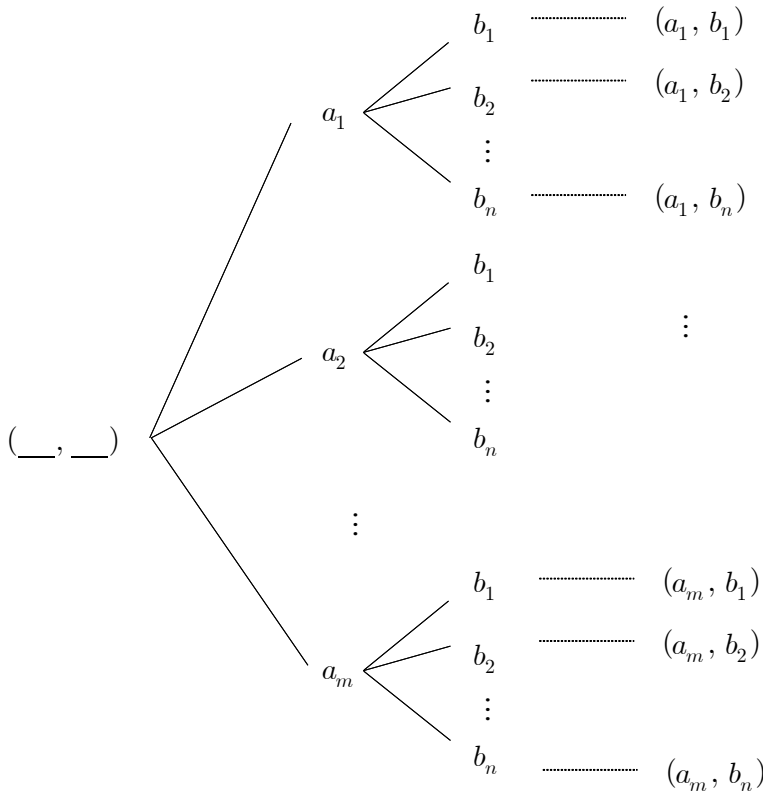 b₁ (a₁, b₁)
b₂ (a₁, b₂)
a₁
⋮
bₙ (a₁, bₙ)
b₁
⋮
a₂ b₂
⋮
bₙ
(__, __)
⋮
b₁ (aₘ, b₁)
b₂ (aₘ, b₂)
aₘ
⋮
bₙ (aₘ, bₙ)